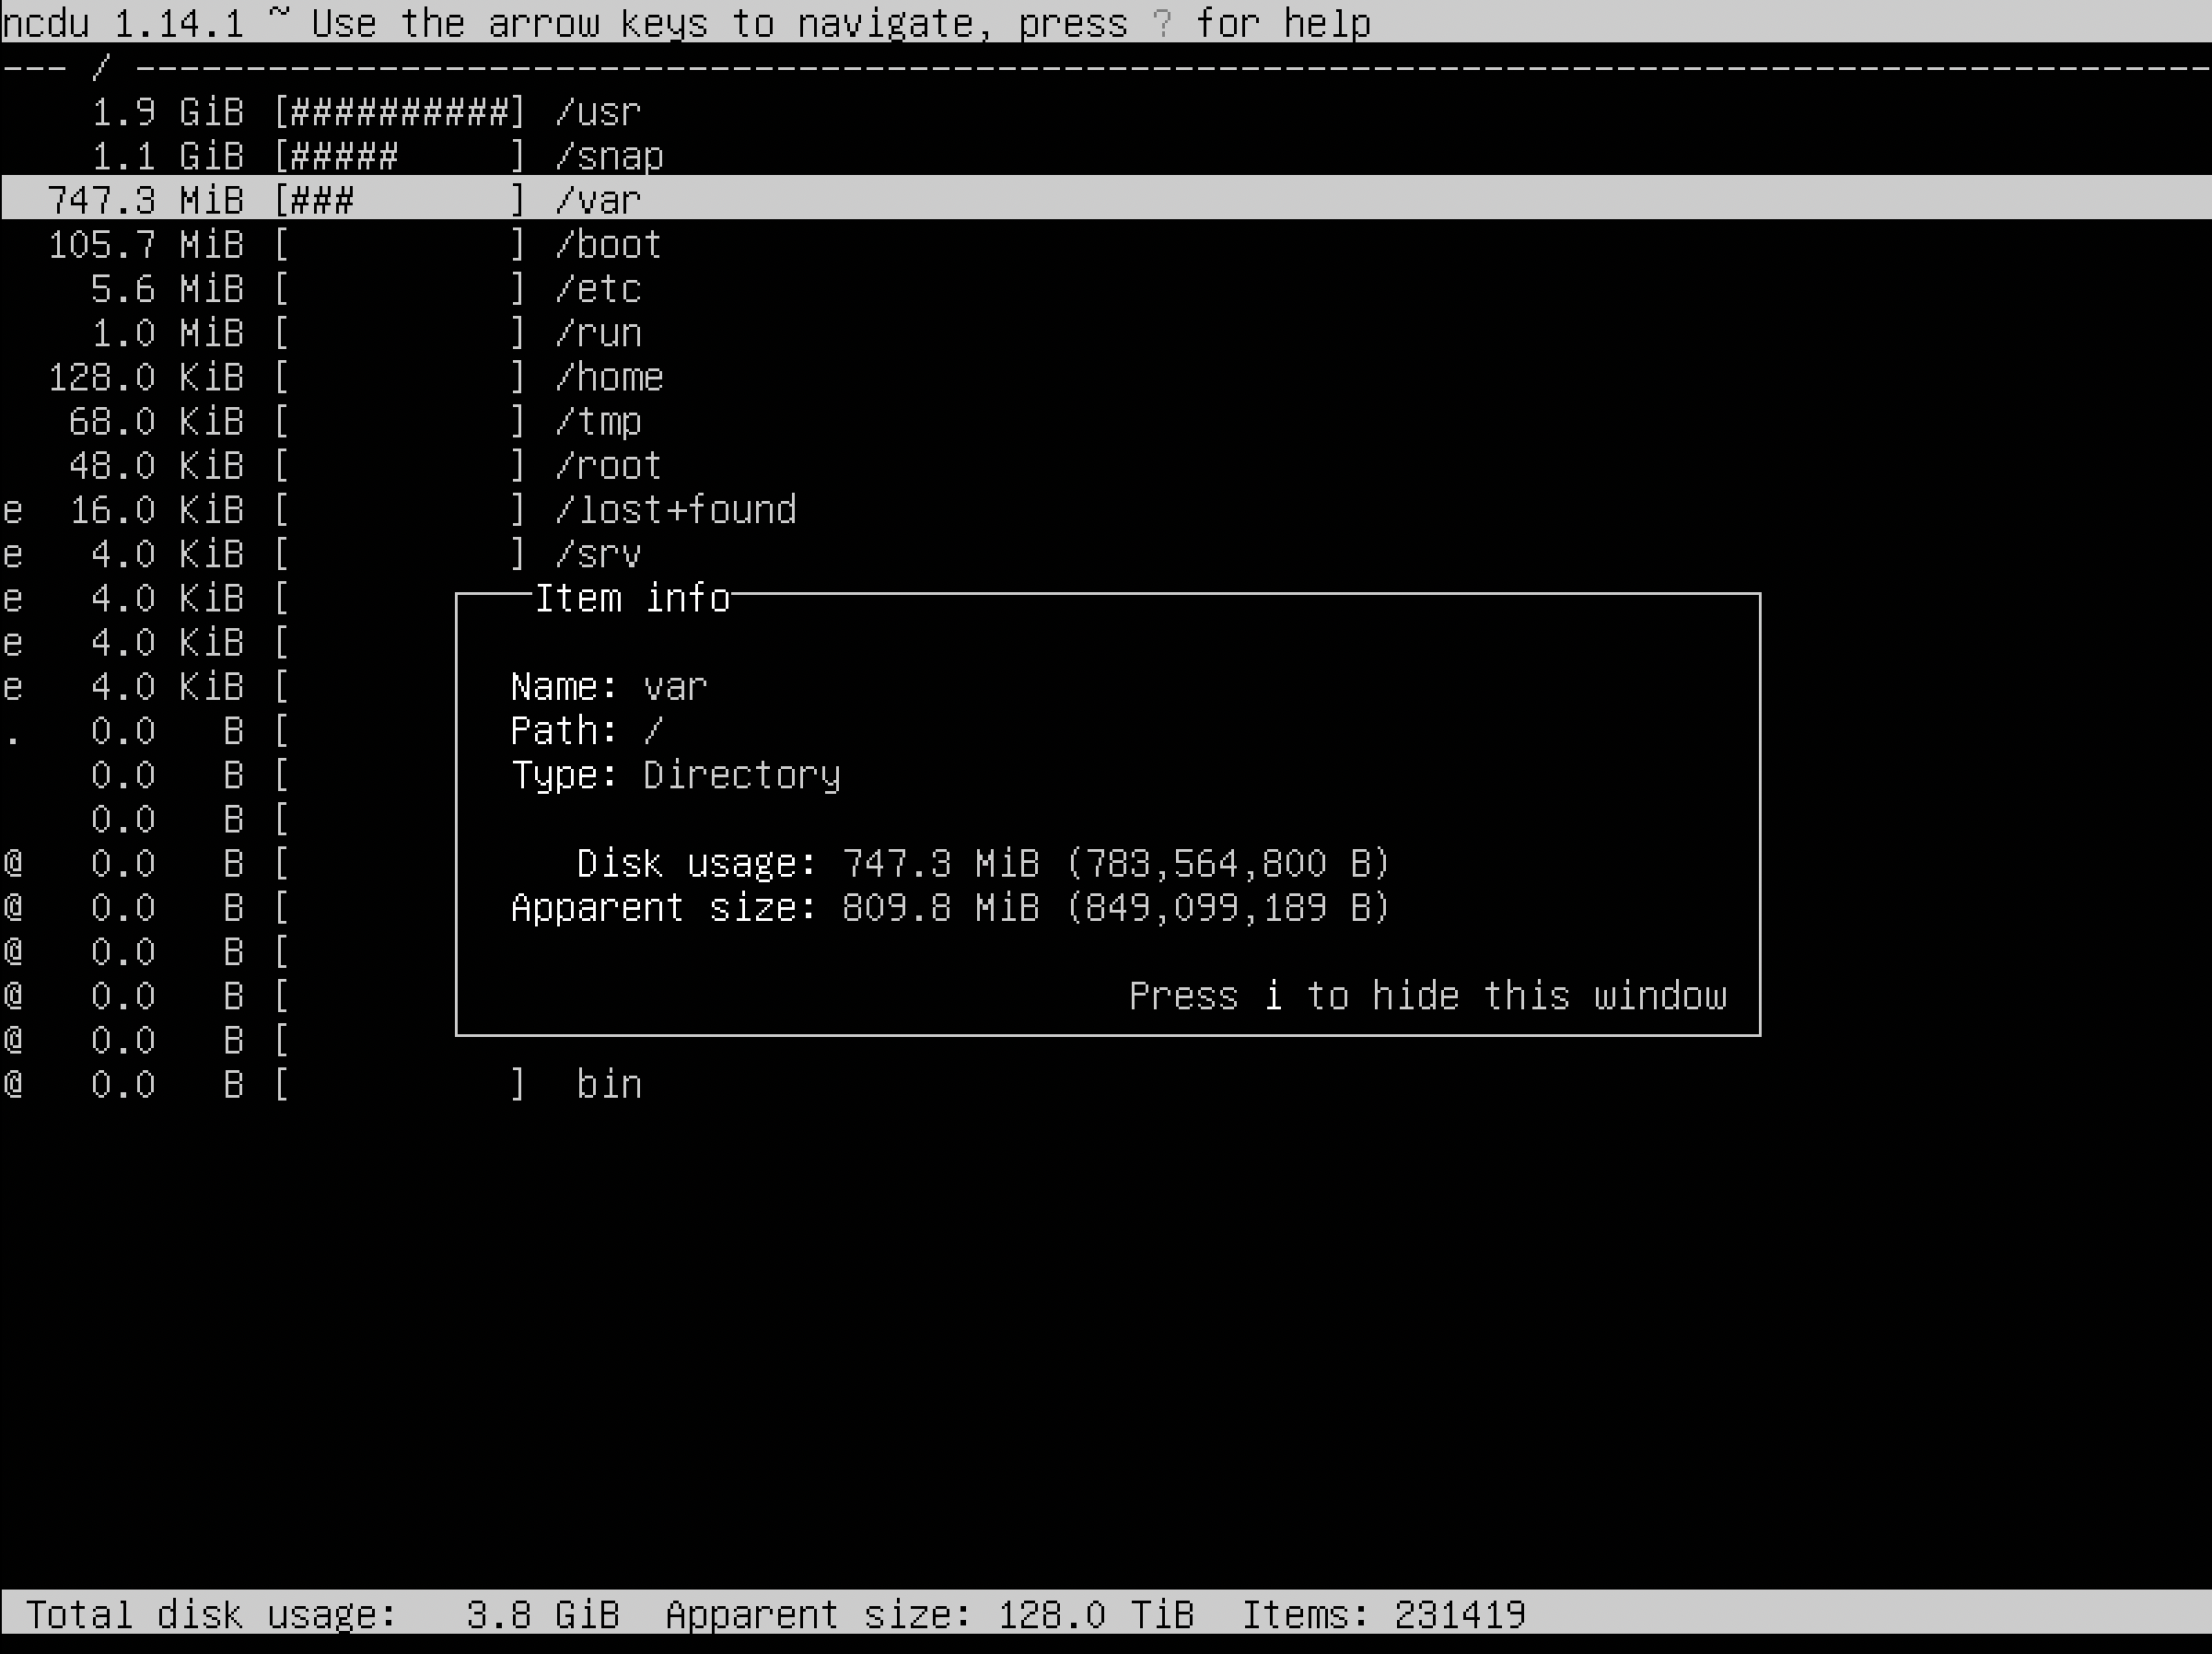 ncdu 1.14.1 ~ Use the arrow keys to navigate, press ? for help
--- / ----------------------------------------------------------------------------------------------
    1.9 GiB [##########] /usr
    1.1 GiB [#####     ] /snap
  747.3 MiB [###       ] /var
  105.7 MiB [          ] /boot
    5.6 MiB [          ] /etc
    1.0 MiB [          ] /run
  128.0 KiB [          ] /home
   68.0 KiB [          ] /tmp
   48.0 KiB [          ] /root
e  16.0 KiB [          ] /lost+found
e   4.0 KiB [          ] /srv
e   4.0 KiB [
e   4.0 KiB [
e   4.0 KiB [
.   0.0   B [
    0.0   B [
    0.0   B [
@   0.0   B [
@   0.0   B [
@   0.0   B [
@   0.0   B [
@   0.0   B [
@   0.0   B [          ]  bin
Item info
Name: var
Path: /
Type: Directory
Disk usage: 747.3 MiB (783,564,800 B)
Apparent size: 809.8 MiB (849,099,189 B)
Press i to hide this window
Total disk usage:   3.8 GiB  Apparent size: 128.0 TiB  Items: 231419